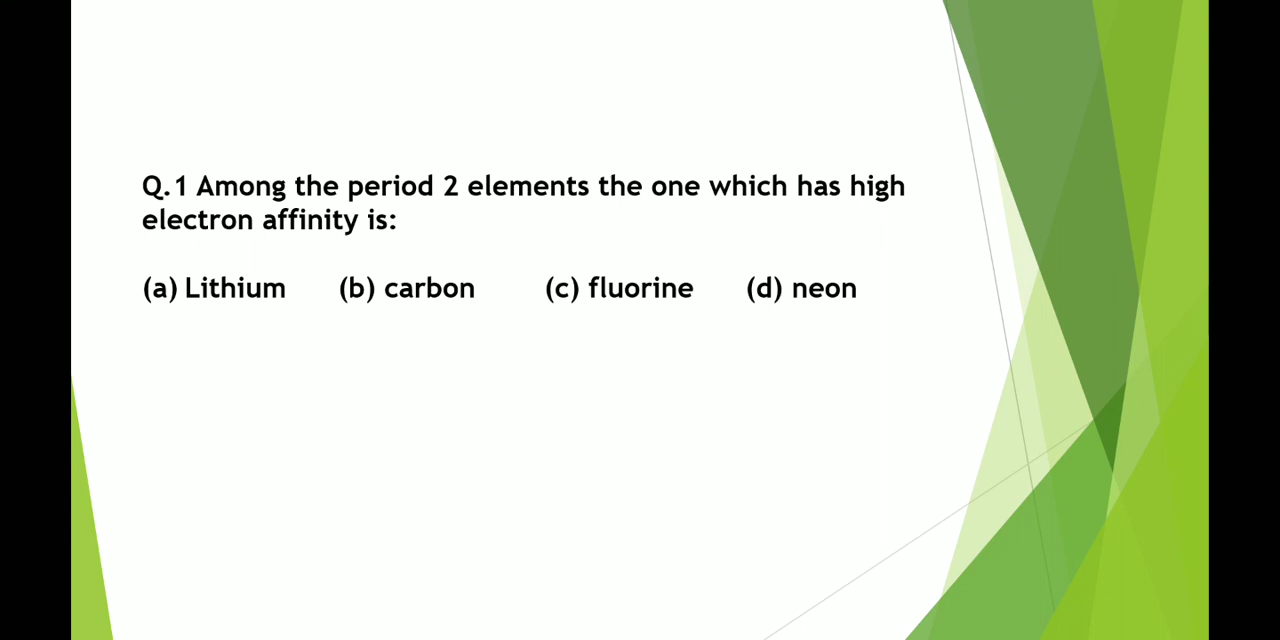 Q.1 Among the period 2 elements the one which has high
electron affinity is:
(a) Lithium (b) carbon (c) fluorine (d) neon